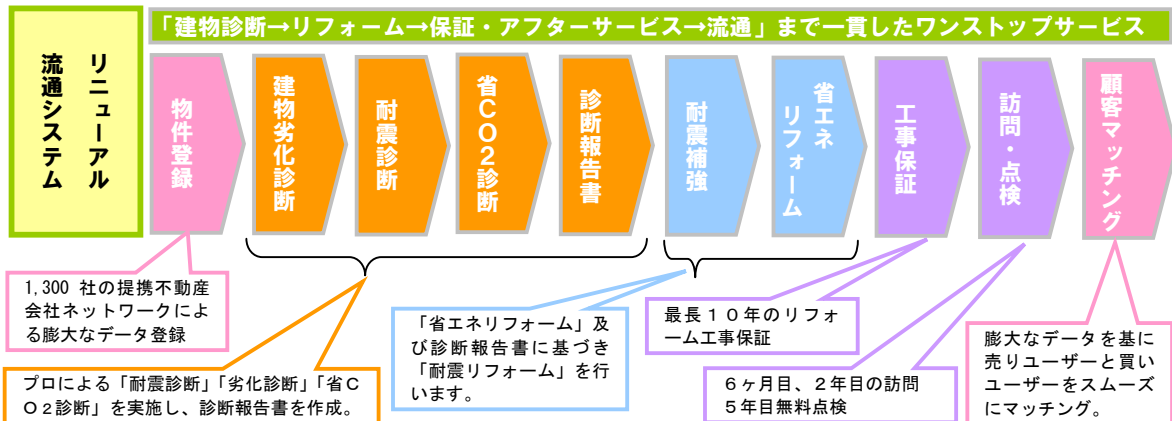 「建物診断→リフォーム→保証・アフターサービス→流通」まで一貫したワンストップサービス
リニューアル
流通システム
物件登録
建物劣化診断
耐震診断
省CO2診断
診断報告書
耐震補強
省エネ
リフォーム
工事保証
訪問・点検
顧客マッチング
1,300 社の提携不動産
会社ネットワークによ
る膨大なデータ登録
プロによる「耐震診断」「劣化診断」「省C
O2診断」を実施し、診断報告書を作成。
「省エネリフォーム」及
び診断報告書に基づき
「耐震リフォーム」を行
います。
最長10年のリフォ
ーム工事保証
6ヶ月目、2年目の訪問
5年目無料点検
膨大なデータを基に
売りユーザーと買い
ユーザーをスムーズ
にマッチング。